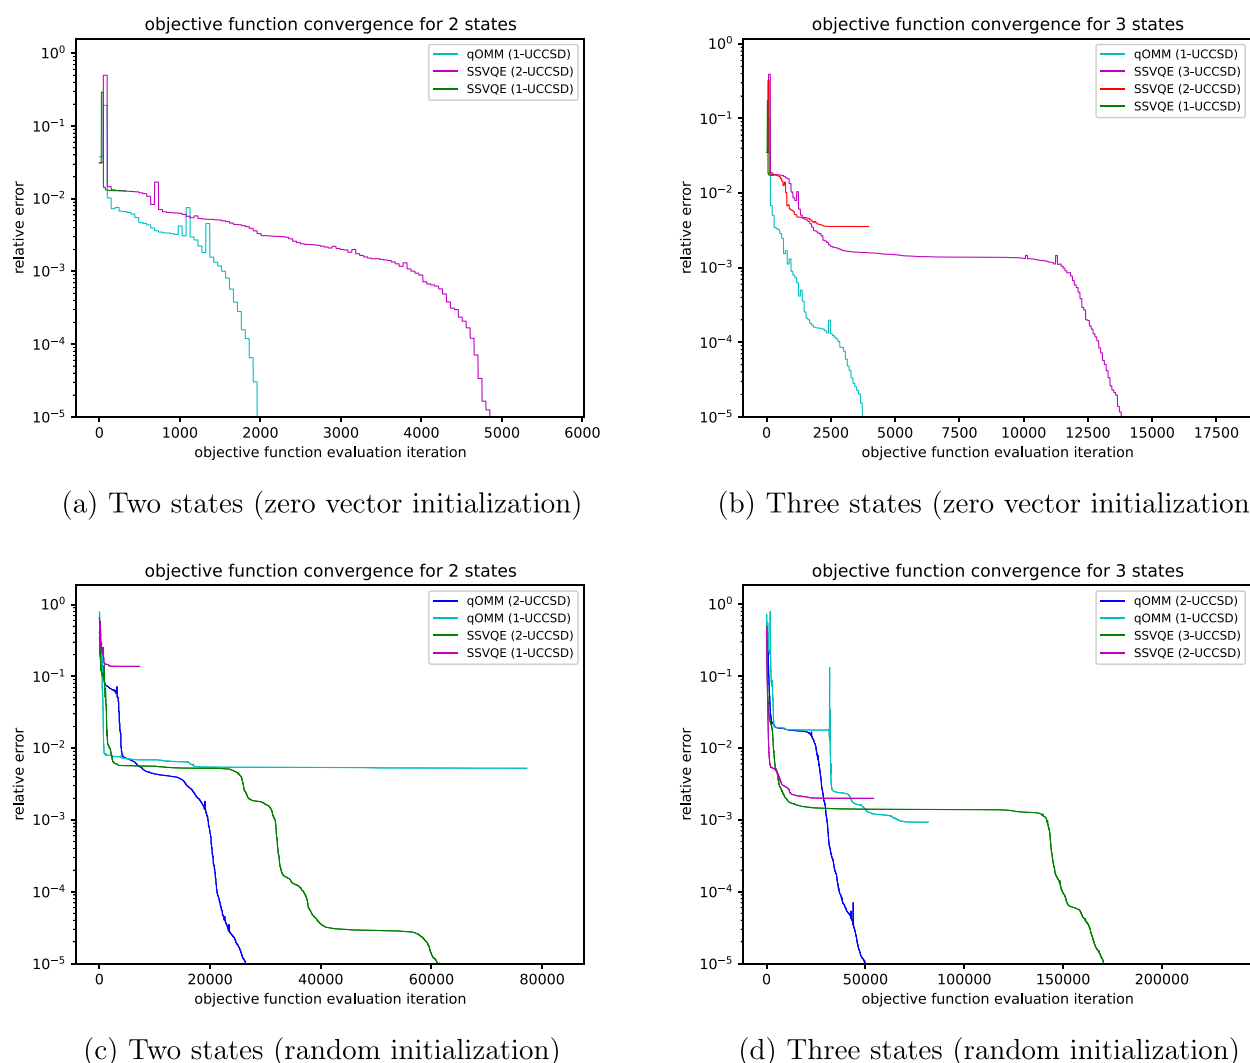 objective function convergence for 2 states
10⁰
10⁻¹
10⁻²
10⁻³
10⁻⁴
10⁻⁵
relative error
qOMM (1-UCCSD)
SSVQE (2-UCCSD)
SSVQE (1-UCCSD)
0 1000 2000 3000 4000 5000 6000
objective function evaluation iteration
(a) Two states (zero vector initialization)
objective function convergence for 3 states
10⁰
10⁻¹
10⁻²
10⁻³
10⁻⁴
10⁻⁵
relative error
qOMM (1-UCCSD)
SSVQE (3-UCCSD)
SSVQE (2-UCCSD)
SSVQE (1-UCCSD)
0 2500 5000 7500 10000 12500 15000 17500
objective function evaluation iteration
(b) Three states (zero vector initialization
objective function convergence for 2 states
10⁰
10⁻¹
10⁻²
10⁻³
10⁻⁴
10⁻⁵
relative error
qOMM (2-UCCSD)
qOMM (1-UCCSD)
SSVQE (2-UCCSD)
SSVQE (1-UCCSD)
0 20000 40000 60000 80000
objective function evaluation iteration
(c) Two states (random initialization)
objective function convergence for 3 states
10⁰
10⁻¹
10⁻²
10⁻³
10⁻⁴
10⁻⁵
relative error
qOMM (2-UCCSD)
qOMM (1-UCCSD)
SSVQE (3-UCCSD)
SSVQE (2-UCCSD)
0 50000 100000 150000 200000
objective function evaluation iteration
(d) Three states (random initialization)